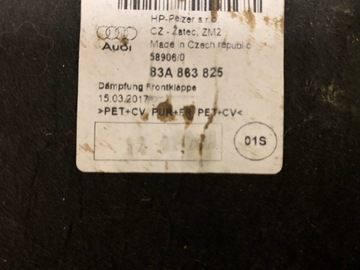 HP-Pelzer s.r.o
CZ - Žatec, ZM2
Audi
Made in Czech republic
58906/0
83A 863 825
Dämpfung Frontklappe
15.03.2017
>PET+CV, PUR+FR, PET+CV<
01S